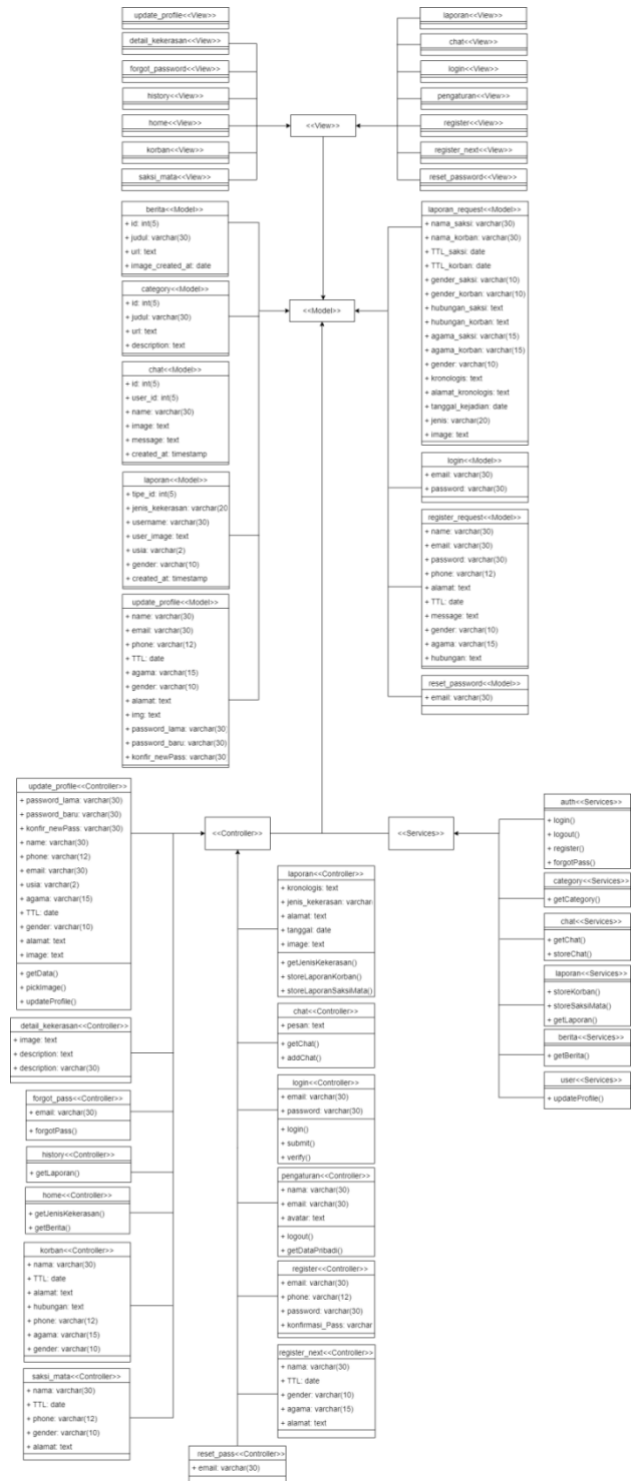 update_profile<<View>>
detail_kekerasan<<View>>
forgot_password<<View>>
history<<View>>
home<<View>>
korban<<View>>
saksi_mata<<View>>
<<View>>
laporan<<View>>
chat<<View>>
login<<View>>
pengaturan<<View>>
register<<View>>
register_next<<View>>
reset_password<<View>>
berita<<Model>>
+ id: int(5)
+ judul: varchar(30)
+ url: text
+ image_created_at: date
category<<Model>>
+ id: int(5)
+ judul: varchar(30)
+ url: text
+ description: text
chat<<Model>>
+ id: int(5)
+ user_id: int(5)
+ name: varchar(30)
+ image: text
+ message: text
+ created_at: timestamp
laporan<<Model>>
+ tipe_id: int(5)
+ jenis_kekerasan: varchar(20
+ username: varchar(30)
+ user_image: text
+ usia: varchar(2)
+ gender: varchar(10)
+ created_at: timestamp
update_profile<<Model>>
+ name: varchar(30)
+ email: varchar(30)
+ phone: varchar(12)
+ TTL: date
+ agama: varchar(15)
+ gender: varchar(10)
+ alamat: text
+ img: text
+ password_lama: varchar(30)
+ password_baru: varchar(30)
+ konfir_newPass: varchar(30
<<Model>>
laporan_request<<Model>>
+ nama_saksi: varchar(30)
+ nama_korban: varchar(30)
+ TTL_saksi: date
+ TTL_korban: date
+ gender_saksi: varchar(10)
+ gender_korban: varchar(10)
+ hubungan_saksi: text
+ hubungan_korban: text
+ agama_saksi: varchar(15)
+ agama_korban: varchar(15)
+ gender: varchar(10)
+ kronologis: text
+ alamat_kronologis: text
+ tanggal_kejadian: date
+ jenis: varchar(20)
+ image: text
login<<Model>>
+ email: varchar(30)
+ password: varchar(30)
register_request<<Model>>
+ name: varchar(30)
+ email: varchar(30)
+ password: varchar(30)
+ phone: varchar(12)
+ alamat: text
+ TTL: date
+ message: text
+ gender: varchar(10)
+ agama: varchar(15)
+ hubungan: text
reset_password<<Model>>
+ email: varchar(30)
update_profile<<Controller>>
+ password_lama: varchar(30)
+ password_baru: varchar(30)
+ konfir_newPass: varchar(30)
+ name: varchar(30)
+ phone: varchar(12)
+ email: varchar(30)
+ usia: varchar(2)
+ agama: varchar(15)
+ TTL: date
+ gender: varchar(10)
+ alamat: text
+ image: text
+ getData()
+ pickImage()
+ updateProfile()
detail_kekerasan<<Controller>>
+ image: text
+ description: text
+ description: varchar(30)
forgot_pass<<Controller>>
+ email: varchar(30)
+ forgotPass()
history<<Controller>>
+ getLaporan()
home<<Controller>>
+ getJenisKekerasan()
+ getBerita()
korban<<Controller>>
+ nama: varchar(30)
+ TTL: date
+ alamat: text
+ hubungan: text
+ phone: varchar(12)
+ agama: varchar(15)
+ gender: varchar(10)
saksi_mata<<Controller>>
+ nama: varchar(30)
+ TTL: date
+ phone: varchar(12)
+ gender: varchar(10)
+ alamat: text
<<Controller>>
laporan<<Controller>>
+ kronologis: text
+ jenis_kekerasan: varchar(
+ alamat: text
+ tanggal: date
+ image: text
+ getJenisKekerasan()
+ storeLaporanKorban()
+ storeLaporanSaksiMata()
chat<<Controller>>
+ pesan: text
+ getChat()
+ addChat()
login<<Controller>>
+ email: varchar(30)
+ password: varchar(30)
+ login()
+ submit()
+ verify()
pengaturan<<Controller>>
+ nama: varchar(30)
+ email: varchar(30)
+ avatar: text
+ logout()
+ getDataPribadi()
register<<Controller>>
+ email: varchar(30)
+ phone: varchar(12)
+ password: varchar(30)
+ konfirmasi_Pass: varchar
register_next<<Controller>>
+ nama: varchar(30)
+ TTL: date
+ gender: varchar(10)
+ agama: varchar(15)
+ alamat: text
reset_pass<<Controller>>
+ email: varchar(30)
<<Services>>
auth<<Services>>
+ login()
+ logout()
+ register()
+ forgotPass()
category<<Services>>
+ getCategory()
chat<<Services>>
+ getChat()
+ storeChat()
laporan<<Services>>
+ storeKorban()
+ storeSaksiMata()
+ getLaporan()
berita<<Services>>
+ getBerita()
user<<Services>>
+ updateProfile()